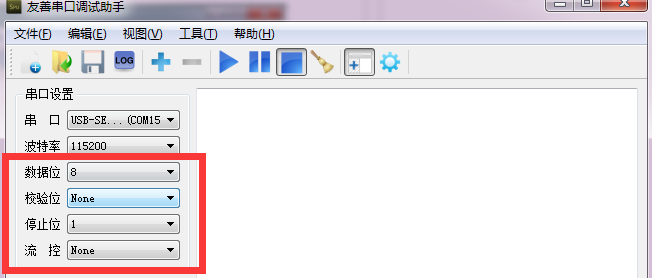 友善串口调试助手
文件(F) 编辑(E) 视图(V) 工具(T) 帮助(H)
LOG
串口设置
串 口 USB-SE...(COM15
波特率 115200
数据位 8
校验位 None
停止位 1
流 控 None